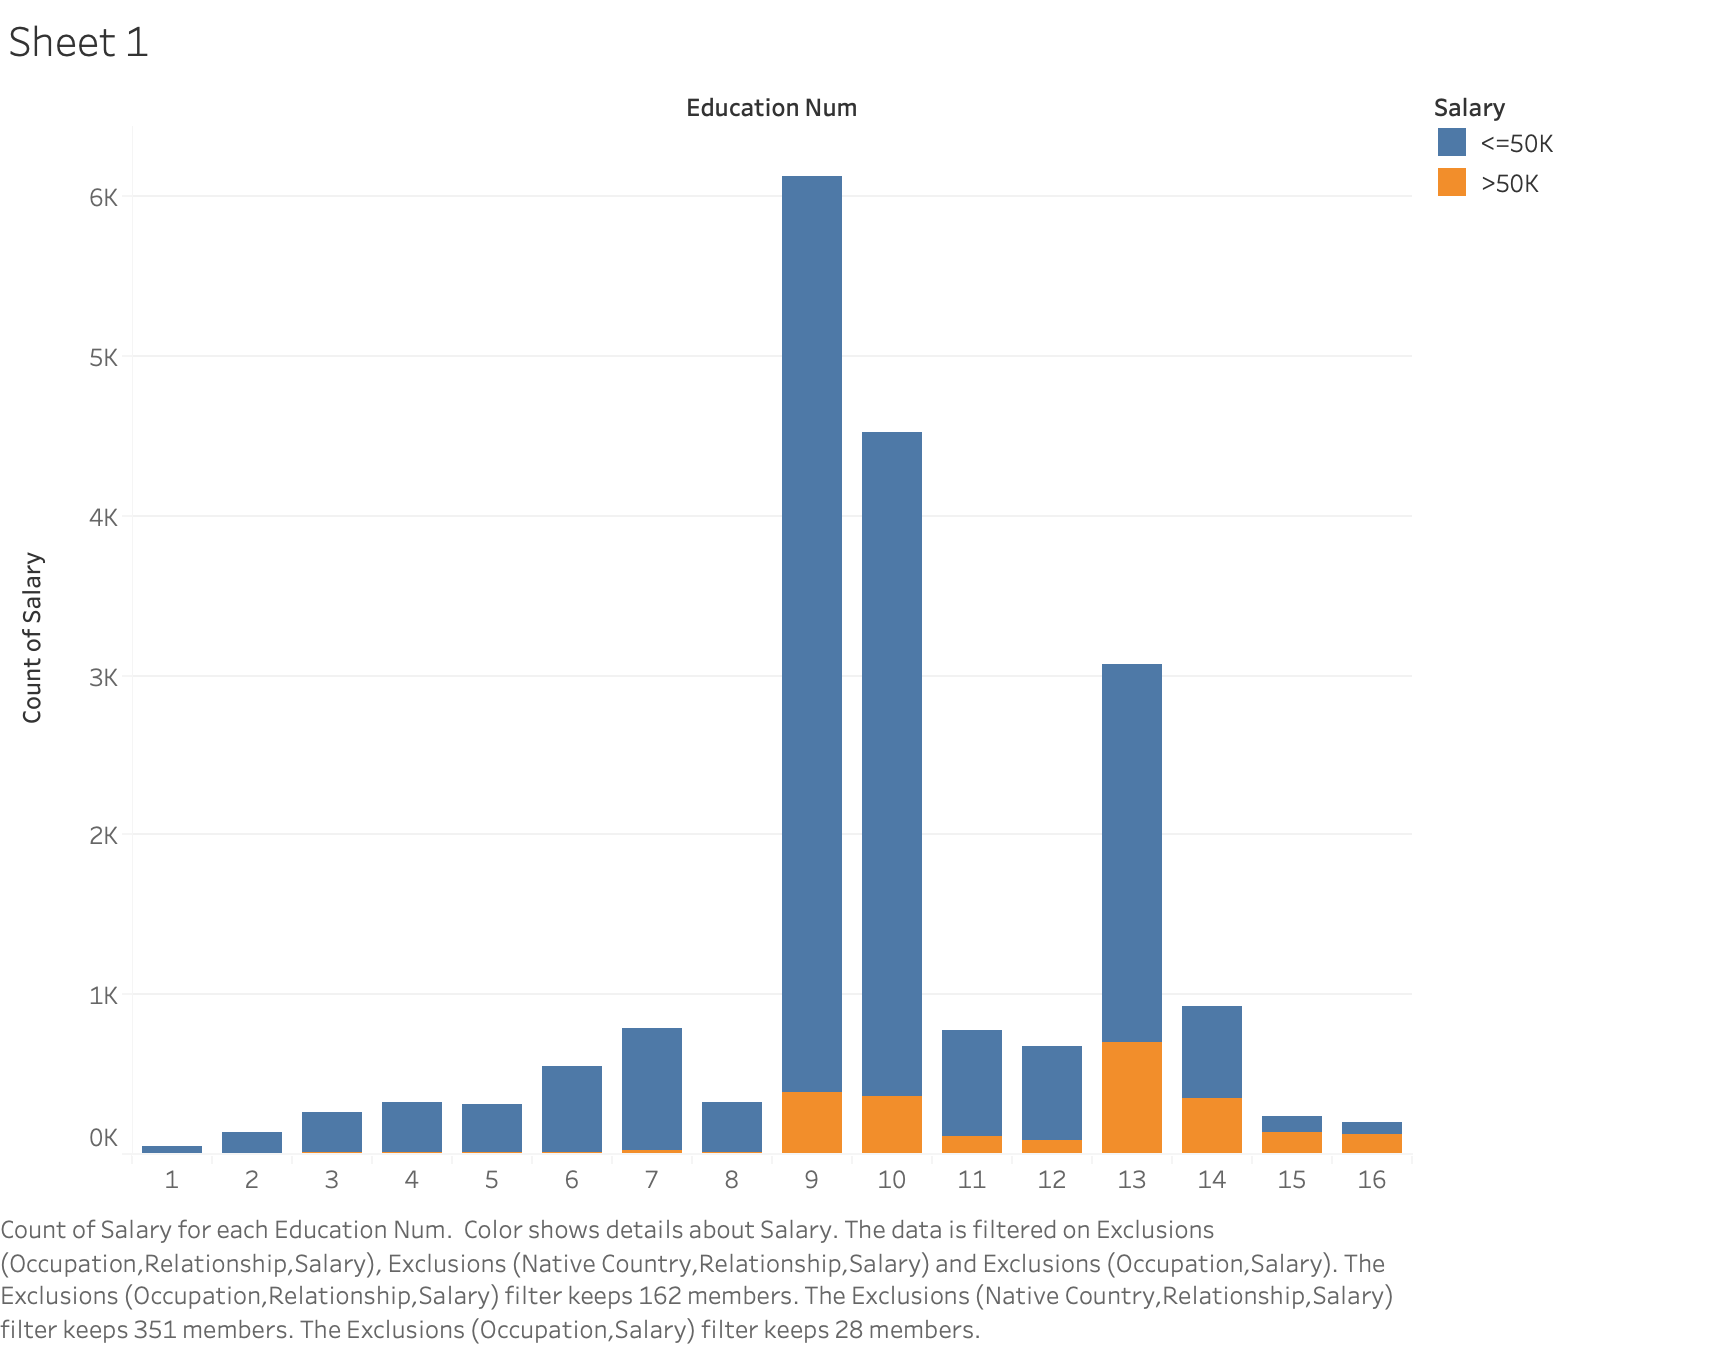 Sheet 1
Education Num
Salary
<=50K
>50K
6K
5K
4K
3K
2K
1K
0K
Count of Salary
1 2 3 4 5 6 7 8 9 10 11 12 13 14 15 16
Count of Salary for each Education Num.  Color shows details about Salary. The data is filtered on Exclusions
(Occupation,Relationship,Salary), Exclusions (Native Country,Relationship,Salary) and Exclusions (Occupation,Salary). The
Exclusions (Occupation,Relationship,Salary) filter keeps 162 members. The Exclusions (Native Country,Relationship,Salary)
filter keeps 351 members. The Exclusions (Occupation,Salary) filter keeps 28 members.